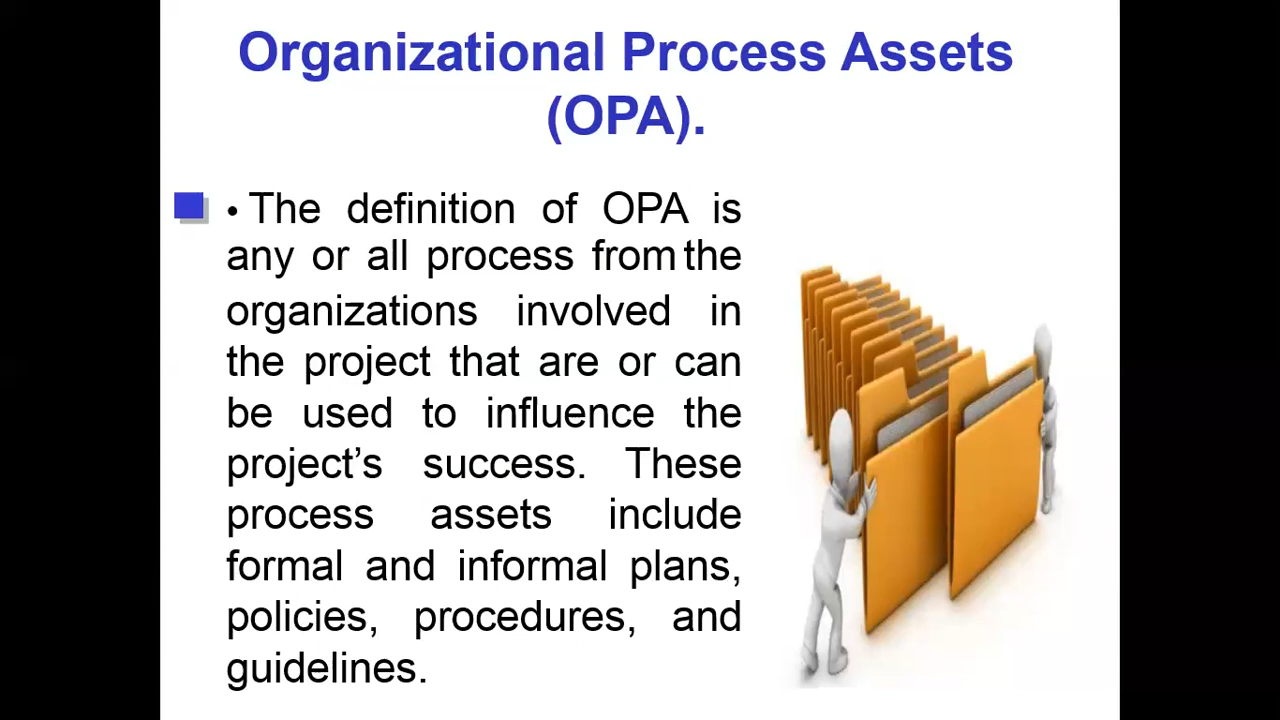 Organizational Process Assets
(OPA).
• The definition of OPA is
any or all process from the
organizations involved in
the project that are or can
be used to influence the
project’s success. These
process assets include
formal and informal plans,
policies, procedures, and
guidelines.